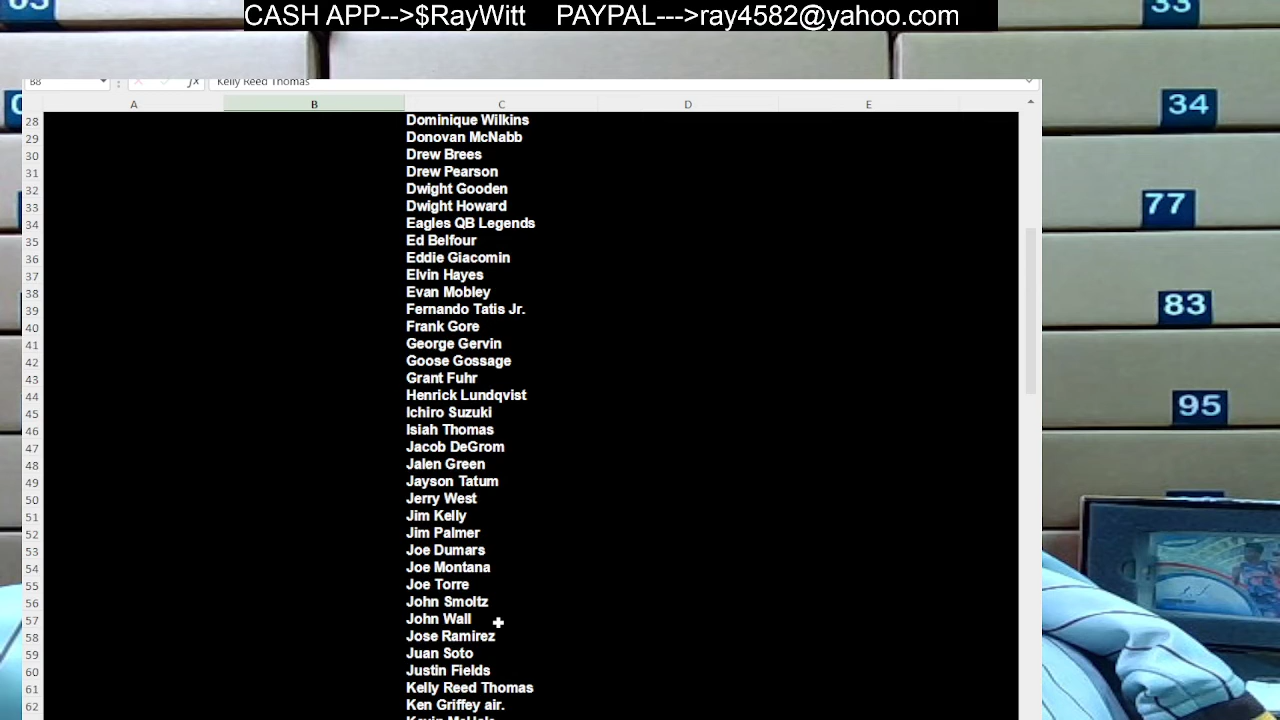 CASH APP-->$RayWitt PAYPAL--->ray4582@yahoo.com
33
B8 fx Kelly Reed Thomas
A B C D E
34
28 Dominique Wilkins
29 Donovan McNabb
30 Drew Brees
31 Drew Pearson
32 Dwight Gooden
33 Dwight Howard
77
34 Eagles QB Legends
35 Ed Belfour
36 Eddie Giacomin
37 Elvin Hayes
38 Evan Mobley
83
39 Fernando Tatis Jr.
40 Frank Gore
41 George Gervin
42 Goose Gossage
43 Grant Fuhr
44 Henrick Lundqvist
95
45 Ichiro Suzuki
46 Isiah Thomas
47 Jacob DeGrom
48 Jalen Green
49 Jayson Tatum
50 Jerry West
51 Jim Kelly
52 Jim Palmer
53 Joe Dumars
54 Joe Montana
55 Joe Torre
56 John Smoltz
57 John Wall
58 Jose Ramirez
59 Juan Soto
60 Justin Fields
61 Kelly Reed Thomas
62 Ken Griffey air.
Kevin McHale